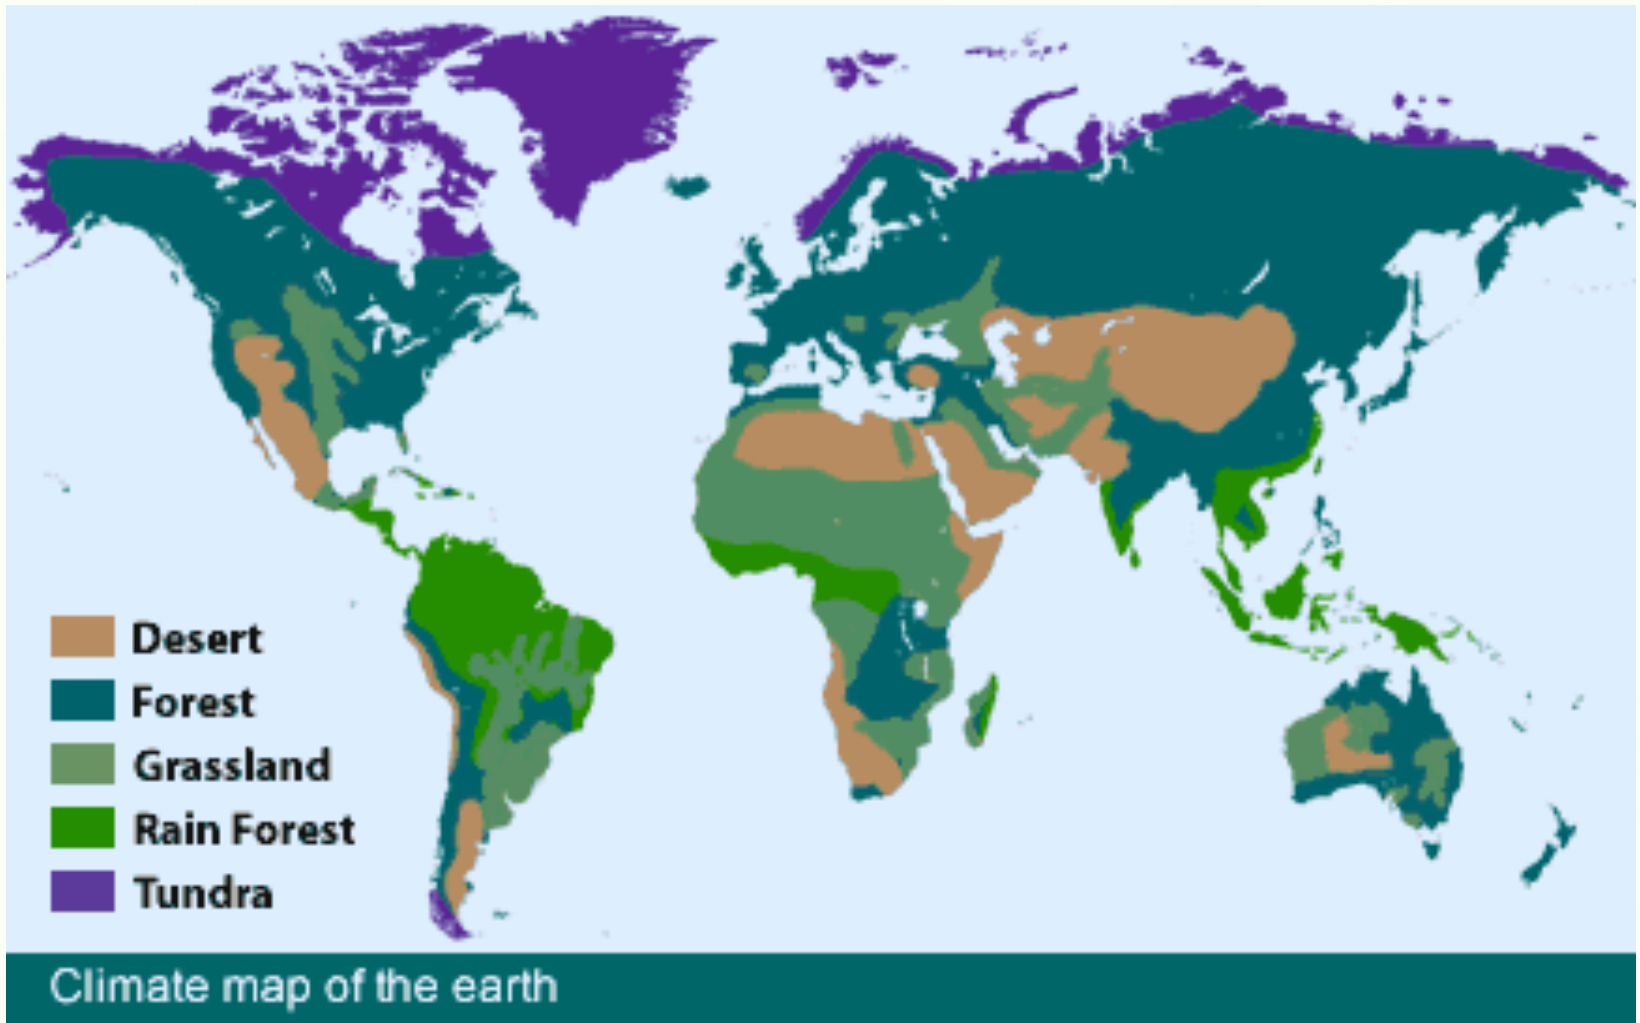 Desert
Forest
Grassland
Rain Forest
Tundra
Climate map of the earth